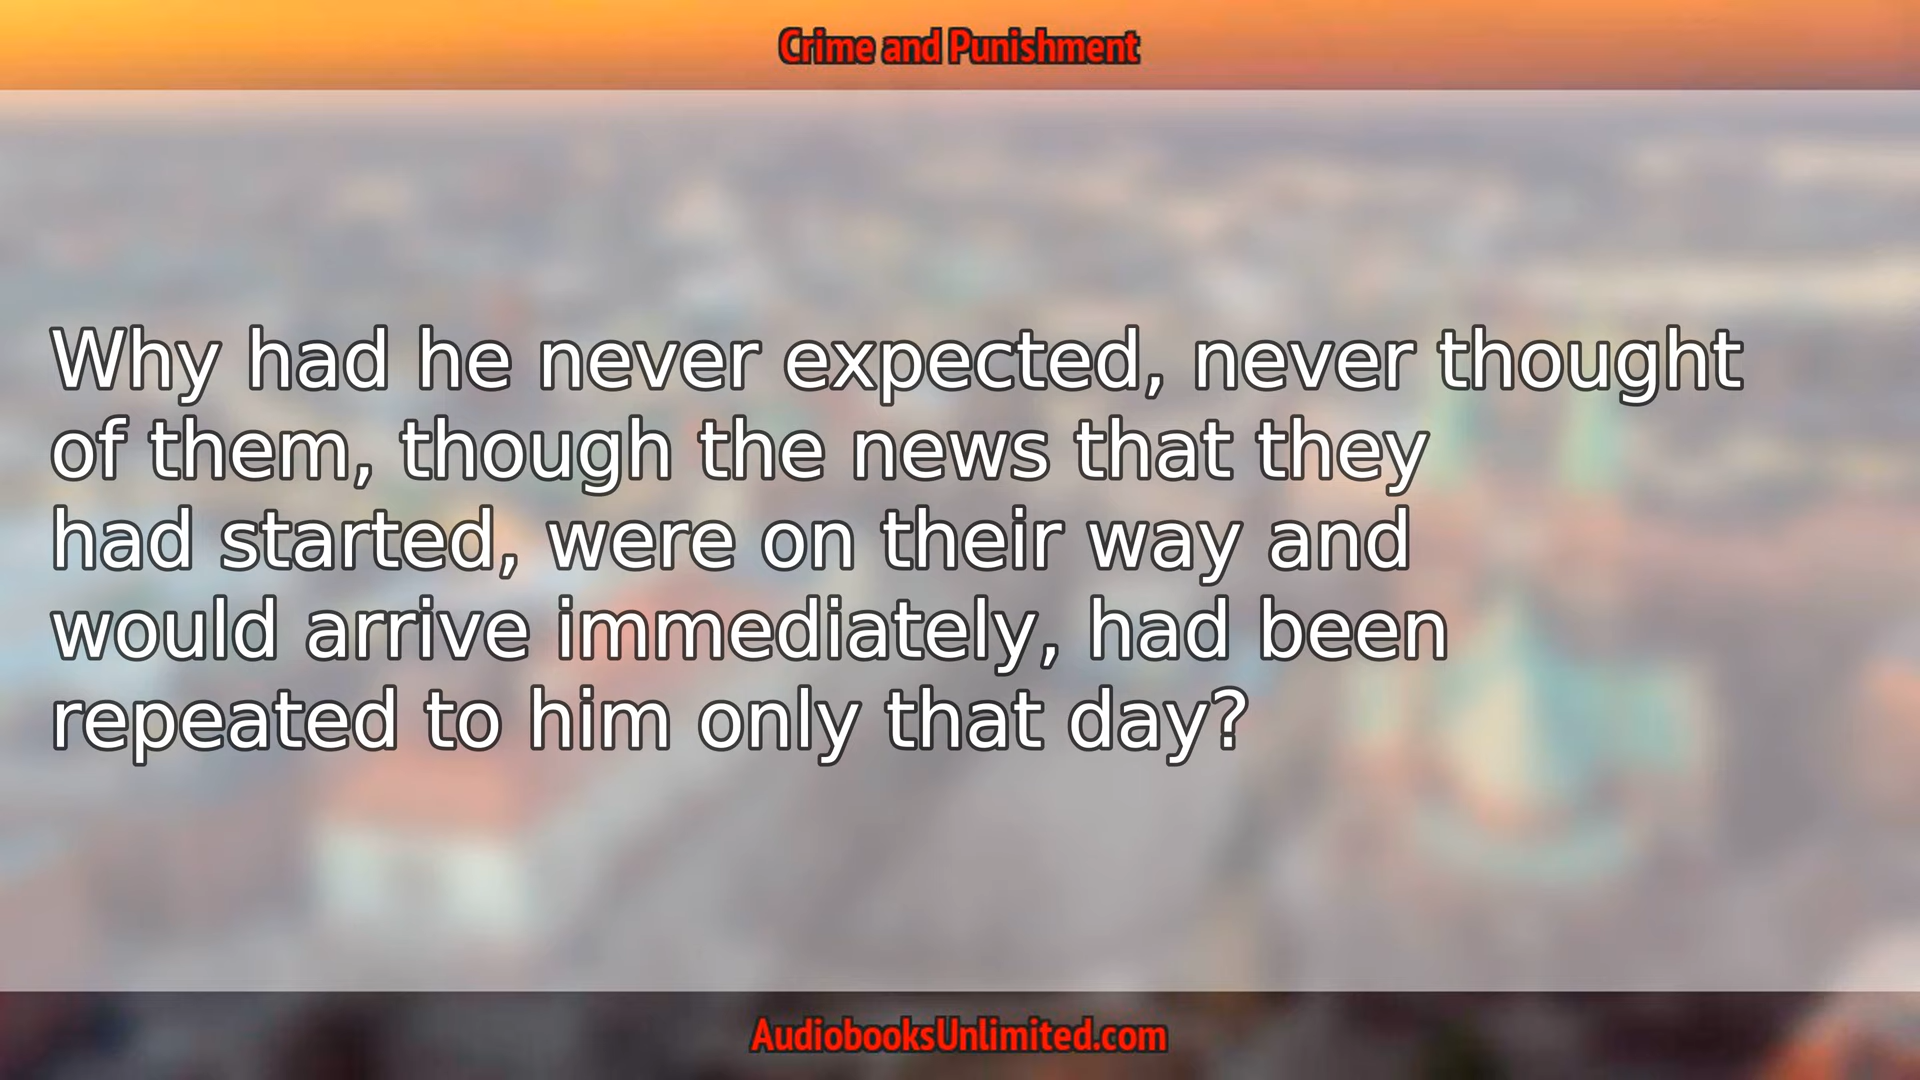 Crime and Punishment
Why had he never expected, never thought
of them, though the news that they
had started, were on their way and
would arrive immediately, had been
repeated to him only that day?
AudiobooksUnlimited.com